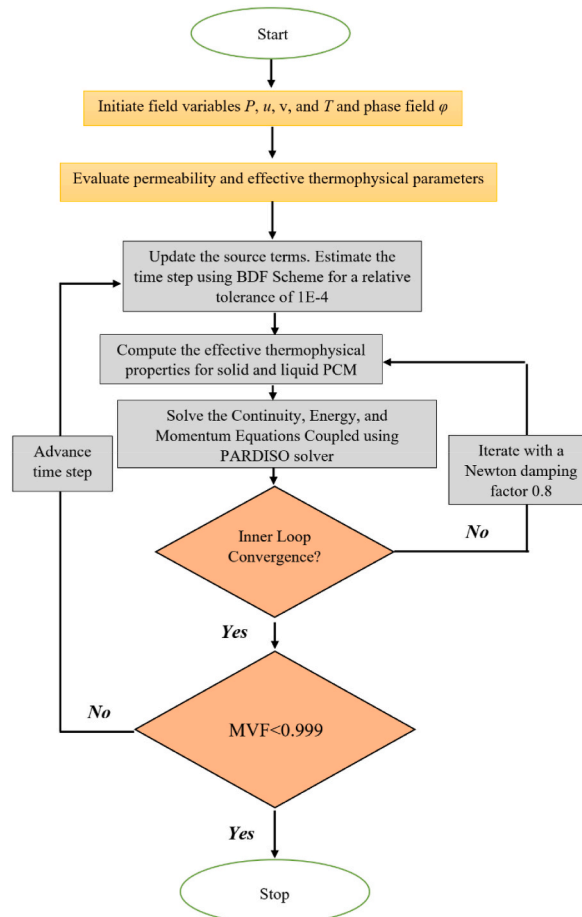 Start
Initiate field variables P, u, v, and T and phase field φ
Evaluate permeability and effective thermophysical parameters
Update the source terms. Estimate the
time step using BDF Scheme for a relative
tolerance of 1E-4
Compute the effective thermophysical
properties for solid and liquid PCM
Solve the Continuity, Energy, and
Momentum Equations Coupled using
PARDISO solver
Advance
time step
Iterate with a
Newton damping
factor 0.8
Inner Loop
Convergence?
No
Yes
No
MVF<0.999
Yes
Stop